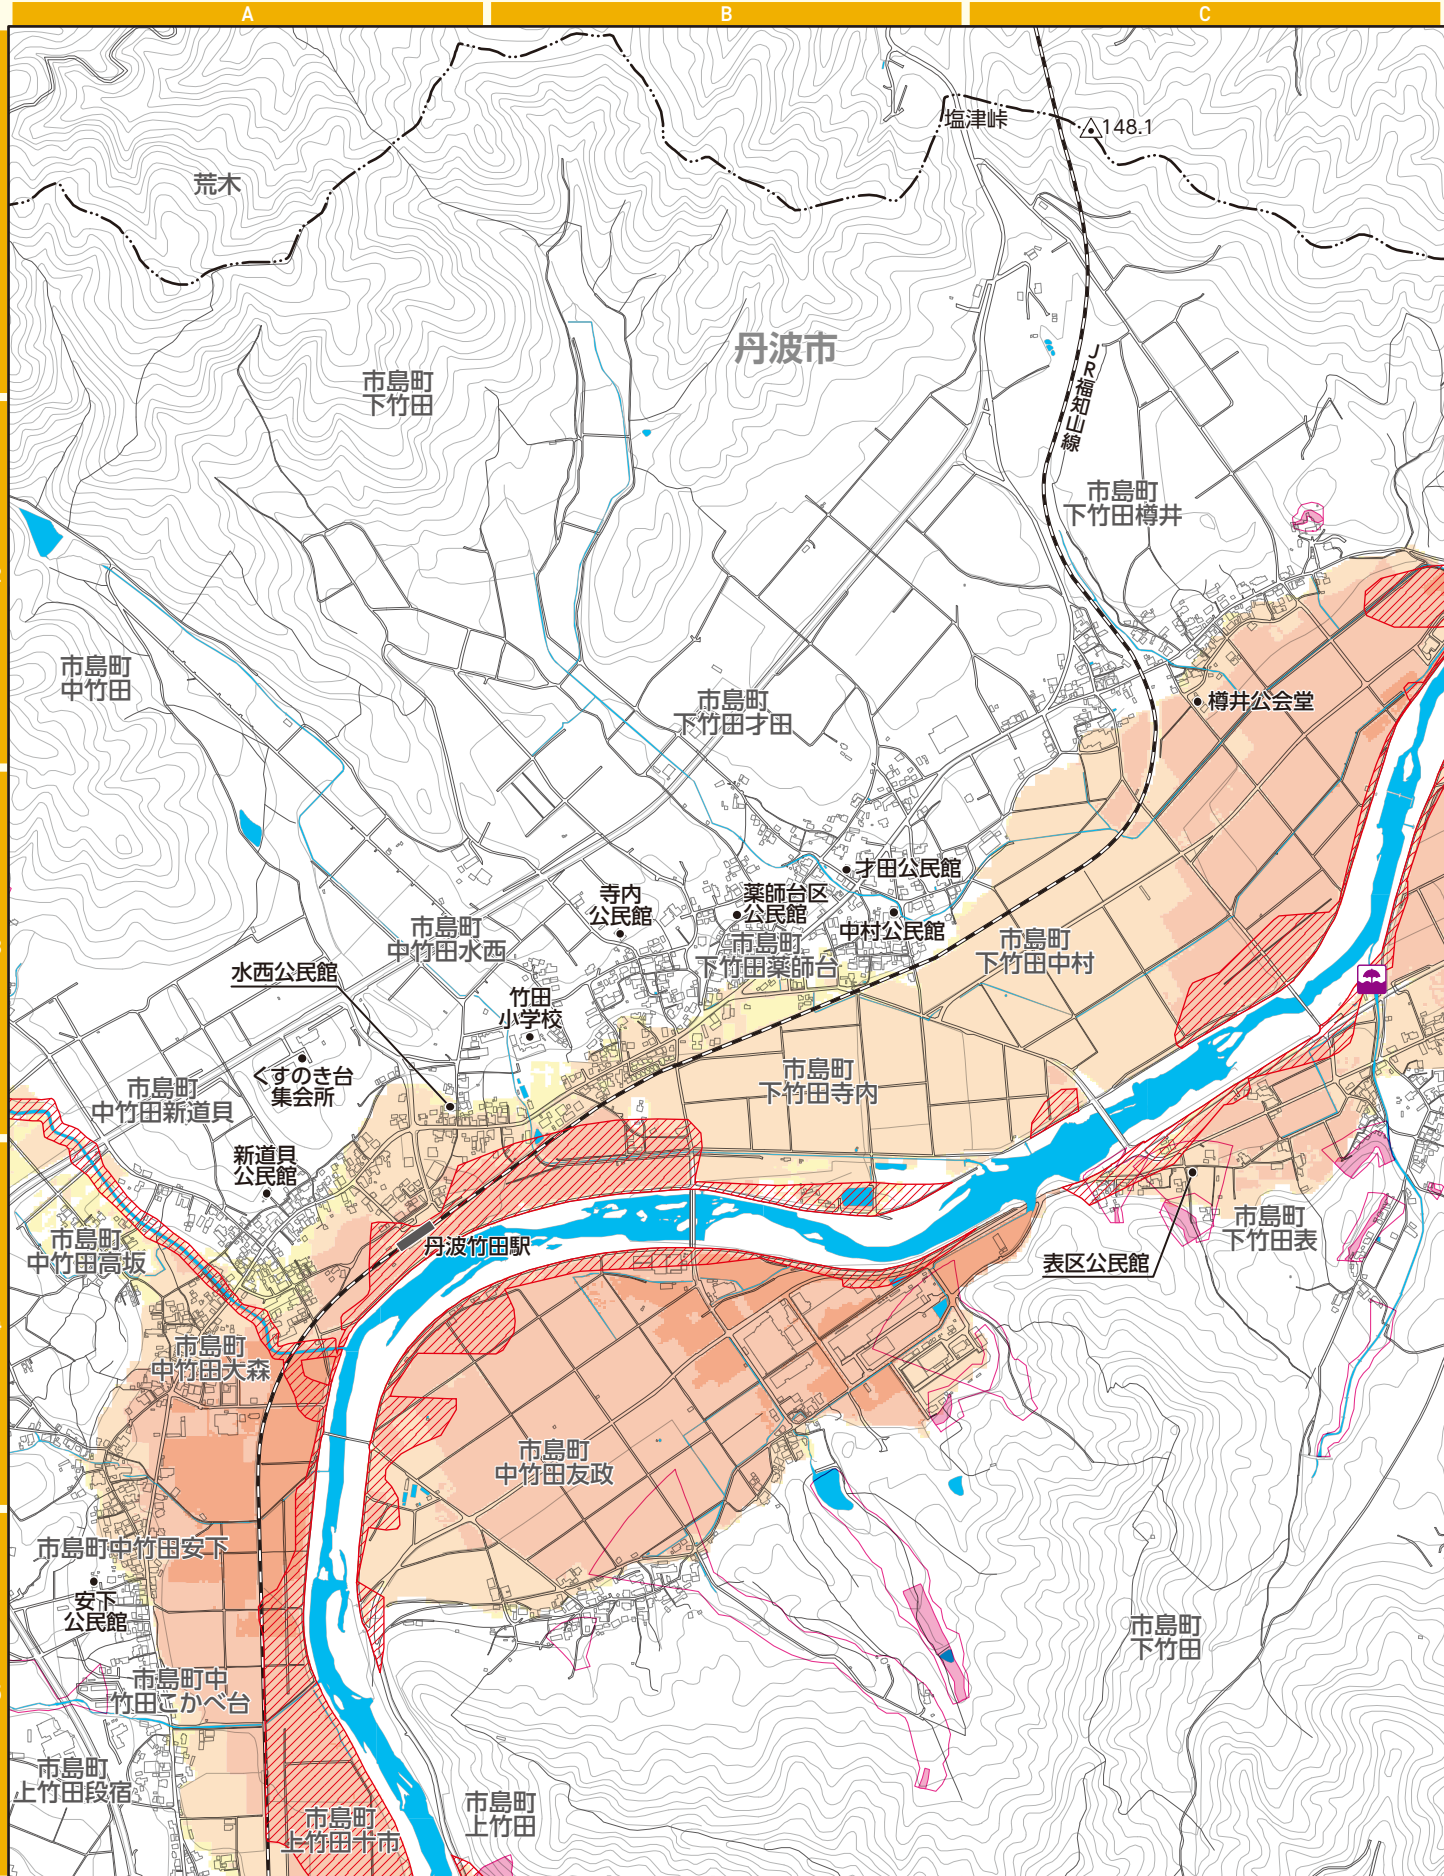 A
B
C
塩津峠
148.1
荒木
丹波市
市島町
下竹田
JR福知山線
市島町
下竹田樽井
市島町
中竹田
市島町
下竹田才田
樽井公会堂
才田公民館
薬師台区
公民館
寺内
公民館
市島町
中竹田水西
中村公民館
市島町
下竹田薬師台
市島町
下竹田中村
水西公民館
竹田
小学校
くすのき台
集会所
市島町
下竹田寺内
市島町
中竹田新道貝
新道貝
公民館
市島町
中竹田高坂
丹波竹田駅
市島町
下竹田表
表区公民館
市島町
中竹田大森
市島町
中竹田友政
市島町中竹田安下
安下
公民館
市島町
下竹田
市島町中
竹田こかべ台
市島町
上竹田段宿
市島町
上竹田十市
市島町
上竹田